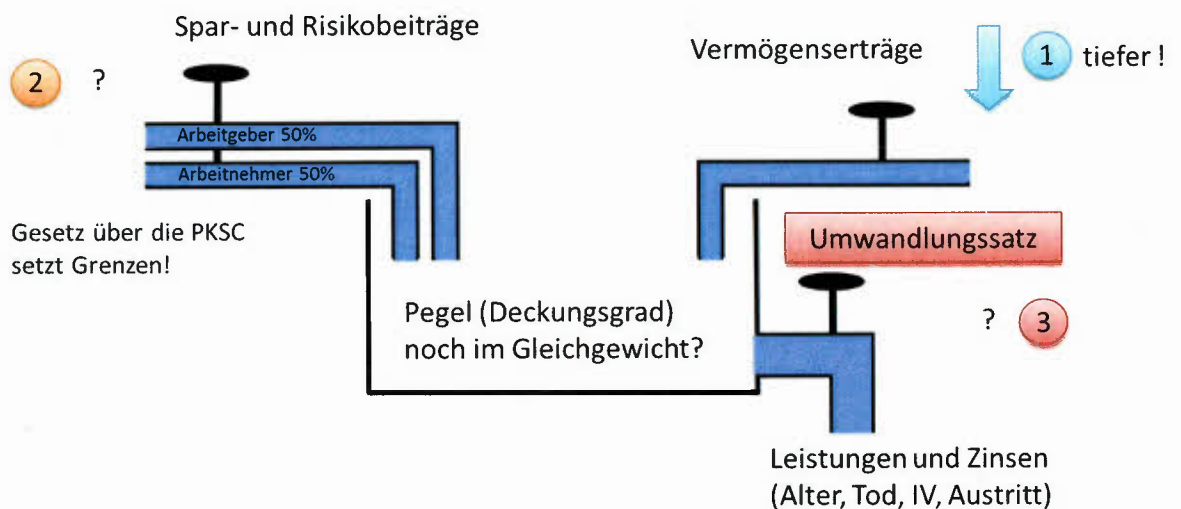 Spar- und Risikobeiträge
Vermögenserträge
1
tiefer !
2
?
Arbeitgeber 50%
Arbeitnehmer 50%
Gesetz über die PKSC
setzt Grenzen!
Umwandlungssatz
Pegel (Deckungsgrad)
noch im Gleichgewicht?
?
3
Leistungen und Zinsen
(Alter, Tod, IV, Austritt)